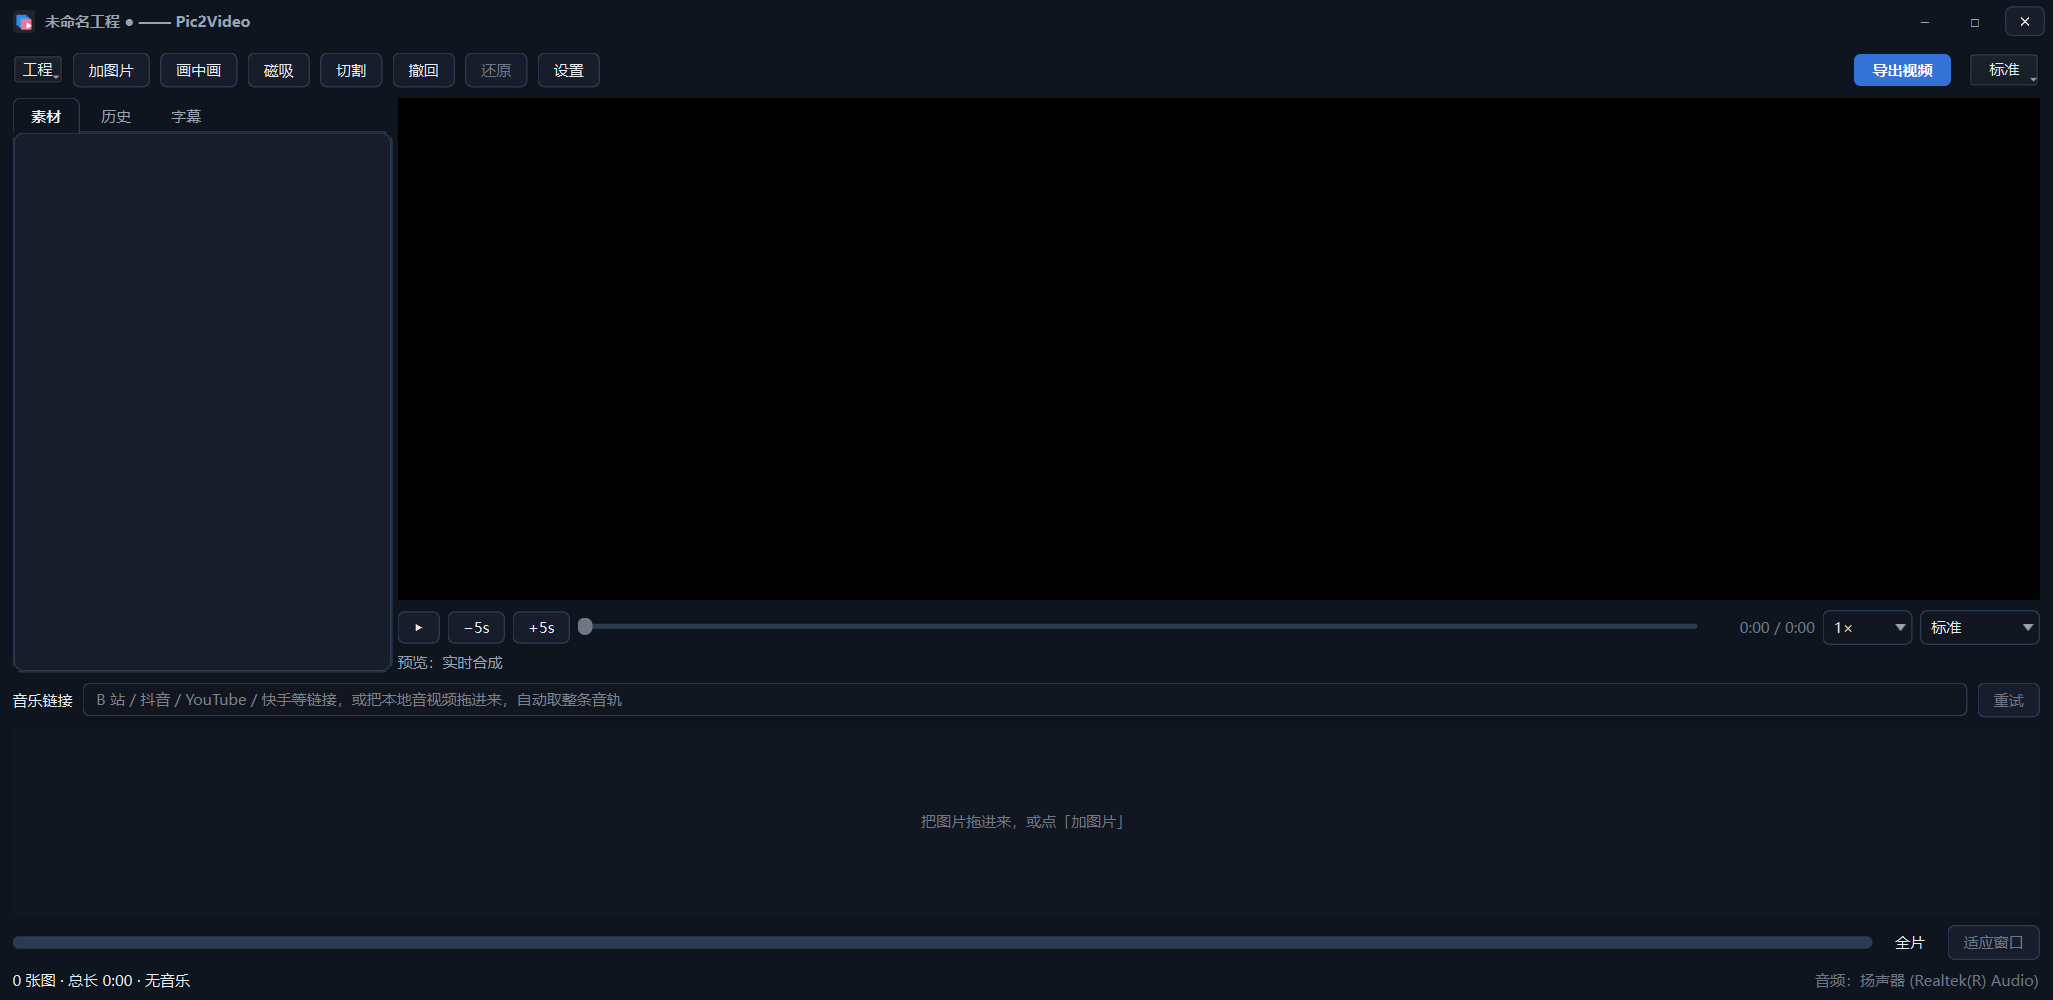 未命名工程 ● —— Pic2Video
工程 加图片 画中画 磁吸 切割 撤回 还原 设置 导出视频 标准
素材 历史 字幕
−5s +5s 0:00 / 0:00 1× 标准
预览：实时合成
音乐链接 B 站 / 抖音 / YouTube / 快手等链接，或把本地音视频拖进来，自动取整条音轨 重试
把图片拖进来，或点「加图片」
全片 适应窗口
0 张图 · 总长 0:00 · 无音乐 音频：扬声器 (Realtek(R) Audio)